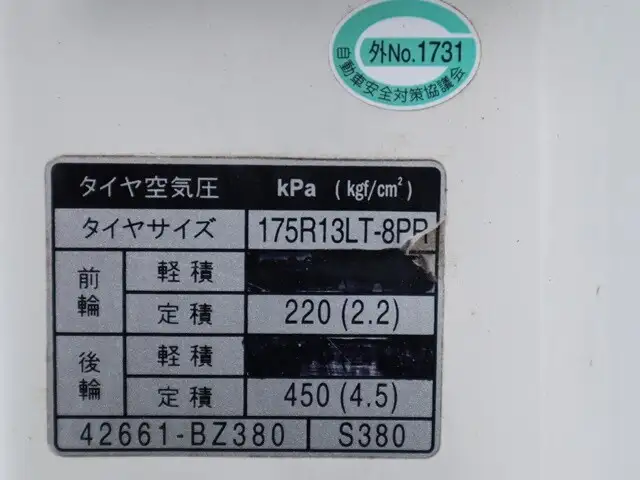 外No.1731
自動車安全対策協議会
タイヤ空気圧 kPa (kgf/cm²)
タイヤサイズ 175R13LT-8PR
前輪 軽積
定積 220 (2.2)
後輪 軽積
定積 450 (4.5)
42661-BZ380 S380